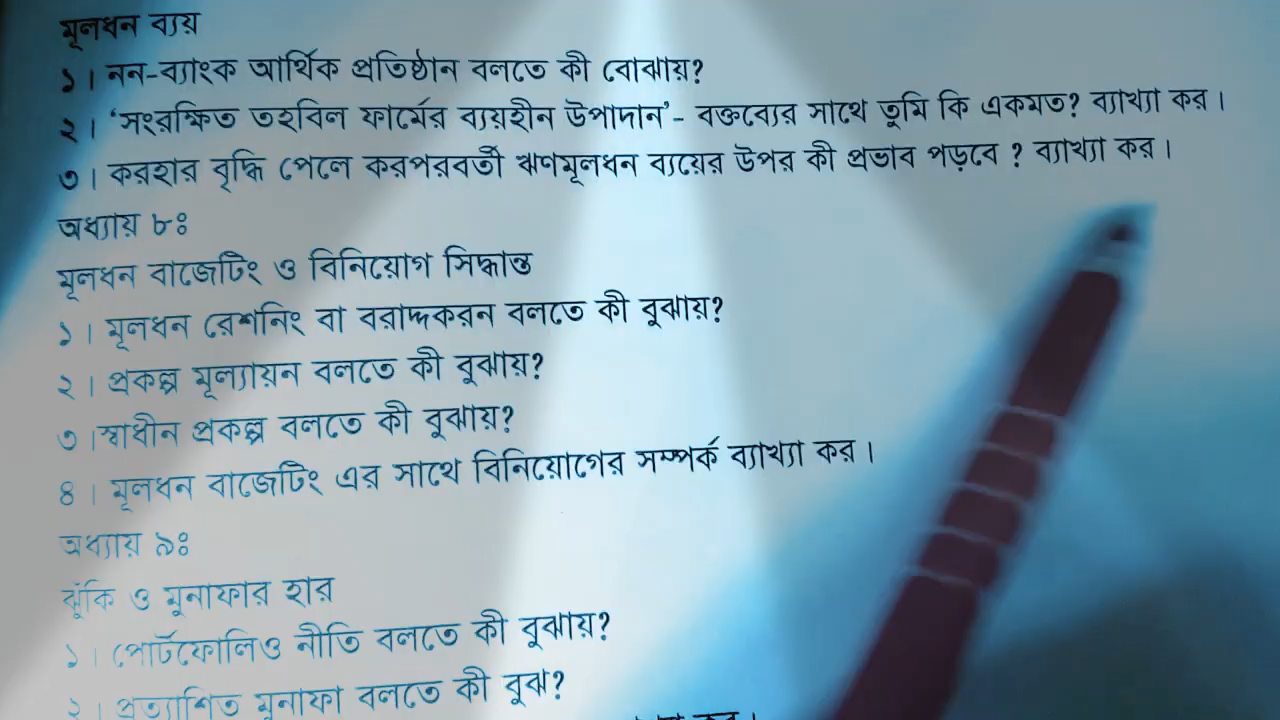 মূলধন ব্যয়
১। নন-ব্যাংক আর্থিক প্রতিষ্ঠান বলতে কী বোঝায়?
২। ‘সংরক্ষিত তহবিল ফার্মের ব্যয়হীন উপাদান’- বক্তব্যের সাথে তুমি কি একমত? ব্যাখ্যা কর।
৩। করহার বৃদ্ধি পেলে করপরবর্তী ঋণমূলধন ব্যয়ের উপর কী প্রভাব পড়বে ? ব্যাখ্যা কর।
অধ্যায় ৮ঃ
মূলধন বাজেটিং ও বিনিয়োগ সিদ্ধান্ত
১। মূলধন রেশনিং বা বরাদ্দকরন বলতে কী বুঝায়?
২। প্রকল্প মূল্যায়ন বলতে কী বুঝায়?
৩।স্বাধীন প্রকল্প বলতে কী বুঝায়?
৪। মূলধন বাজেটিং এর সাথে বিনিয়োগের সম্পর্ক ব্যাখ্যা কর।
অধ্যায় ৯ঃ
ঝুঁকি ও মুনাফার হার
১। পোর্টফোলিও নীতি বলতে কী বুঝায়?
২। প্রত্যাশিত মুনাফা বলতে কী বুঝ?
কর।